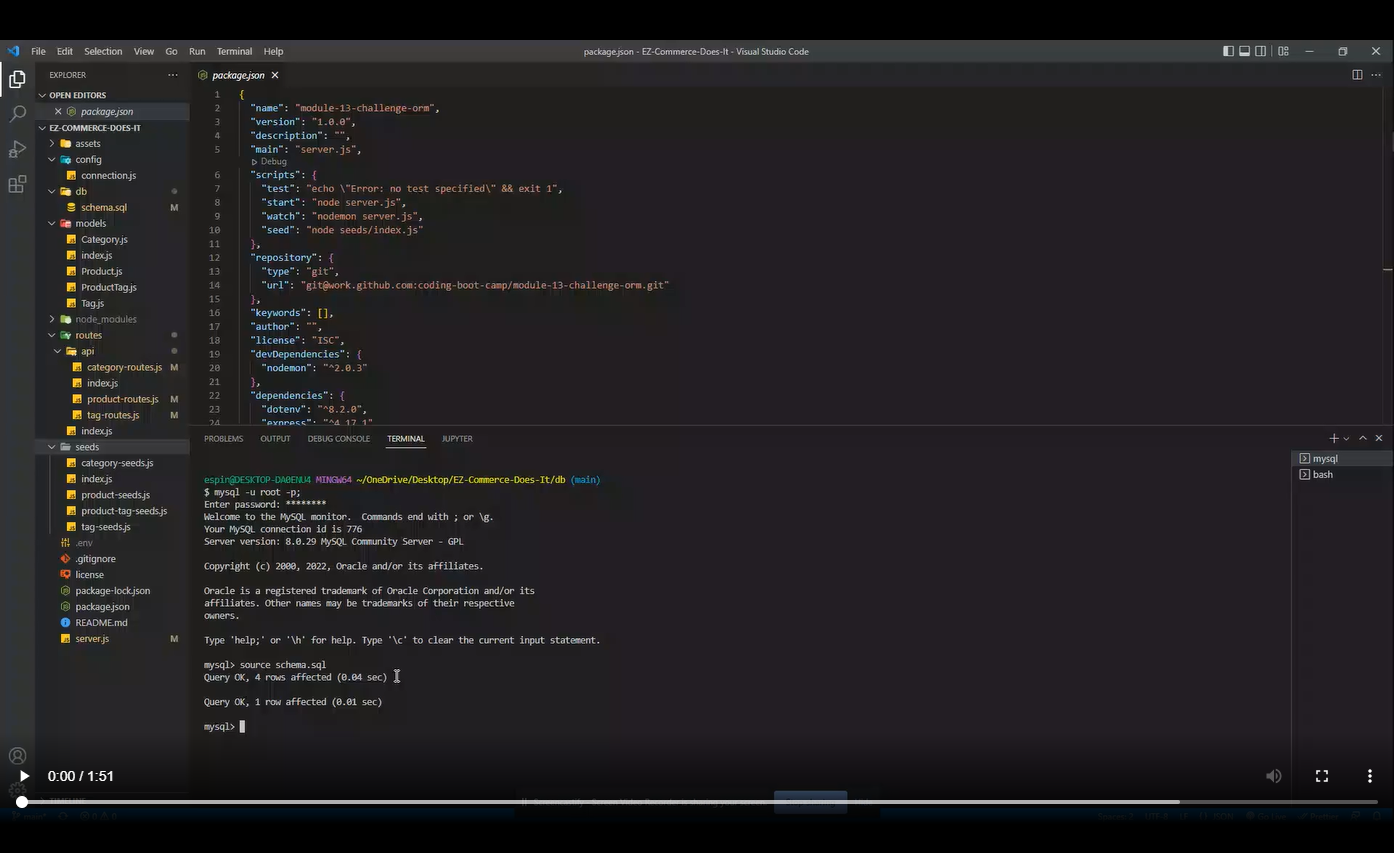 File Edit Selection View Go Run Terminal Help
package.json - EZ-Commerce-Does-It - Visual Studio Code
EXPLORER
OPEN EDITORS
package.json
EZ-COMMERCE-DOES-IT
assets
config
connection.js
db
schema.sql M
models
Category.js
index.js
Product.js
ProductTag.js
Tag.js
node_modules
routes
api
category-routes.js M
index.js
product-routes.js M
tag-routes.js M
index.js
seeds
category-seeds.js
index.js
product-seeds.js
product-tag-seeds.js
tag-seeds.js
.env
.gitignore
license
package-lock.json
package.json
README.md
server.js M
package.json
1 {
2 "name": "module-13-challenge-orm",
3 "version": "1.0.0",
4 "description": "",
5 "main": "server.js",
Debug
6 "scripts": {
7 "test": "echo \"Error: no test specified\" && exit 1",
8 "start": "node server.js",
9 "watch": "nodemon server.js",
10 "seed": "node seeds/index.js"
11 },
12 "repository": {
13 "type": "git",
14 "url": "git@work.github.com:coding-boot-camp/module-13-challenge-orm.git"
15 },
16 "keywords": [],
17 "author": "",
18 "license": "ISC",
19 "devDependencies": {
20 "nodemon": "^2.0.3"
21 },
22 "dependencies": {
23 "dotenv": "^8.2.0",
24 "express": "^4.17.1"
PROBLEMS OUTPUT DEBUG CONSOLE TERMINAL JUPYTER
mysql
bash
espin@DESKTOP-DA0ENU4 MINGW64 ~/OneDrive/Desktop/EZ-Commerce-Does-It/db (main)
$ mysql -u root -p;
Enter password: ********
Welcome to the MySQL monitor.  Commands end with ; or \g.
Your MySQL connection id is 776
Server version: 8.0.29 MySQL Community Server - GPL
Copyright (c) 2000, 2022, Oracle and/or its affiliates.
Oracle is a registered trademark of Oracle Corporation and/or its
affiliates. Other names may be trademarks of their respective
owners.
Type 'help;' or '\h' for help. Type '\c' to clear the current input statement.
mysql> source schema.sql
Query OK, 4 rows affected (0.04 sec)
Query OK, 1 row affected (0.01 sec)
mysql>
0:00 / 1:51